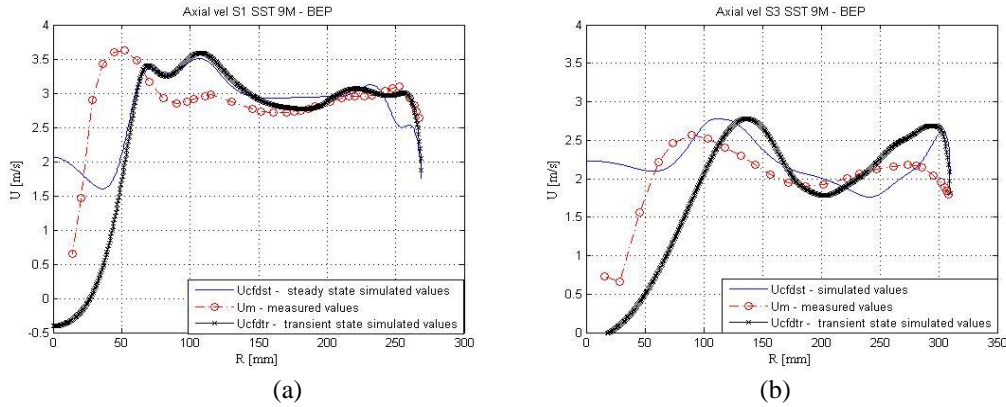 Axial vel S1 SST 9M - BEP
4
3.5
3
2.5
2
1.5
1
0.5
0
-0.5
U [m/s]
0 50 100 150 200 250 300
R [mm]
Ucfdst - steady state simulated values
Um - measured values
Ucfdtr - transient state simulated values
(a)
Axial vel S3 SST 9M - BEP
4
3.5
3
2.5
2
1.5
1
0.5
0
U [m/s]
0 50 100 150 200 250 300 350
R [mm]
Ucfdst - simulated values
Um - measured values
Ucfdtr - transient state simulated values
(b)